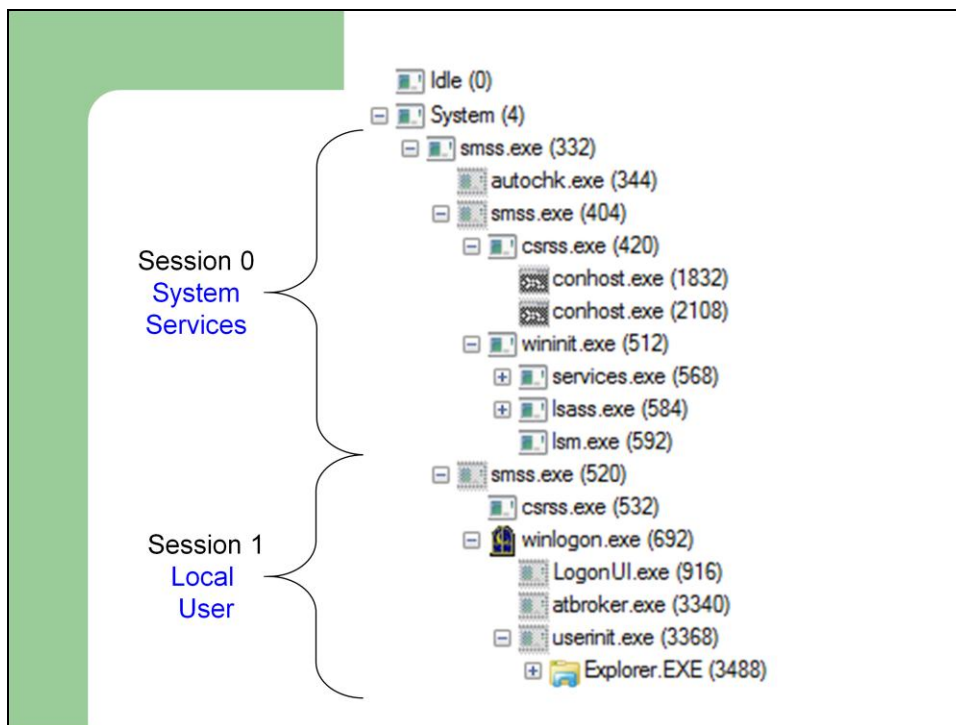 Idle (0)
System (4)
smss.exe (332)
autochk.exe (344)
smss.exe (404)
csrss.exe (420)
conhost.exe (1832)
conhost.exe (2108)
wininit.exe (512)
services.exe (568)
lsass.exe (584)
lsm.exe (592)
Session 0
System
Services
smss.exe (520)
csrss.exe (532)
winlogon.exe (692)
LogonUI.exe (916)
atbroker.exe (3340)
userinit.exe (3368)
Explorer.EXE (3488)
Session 1
Local
User